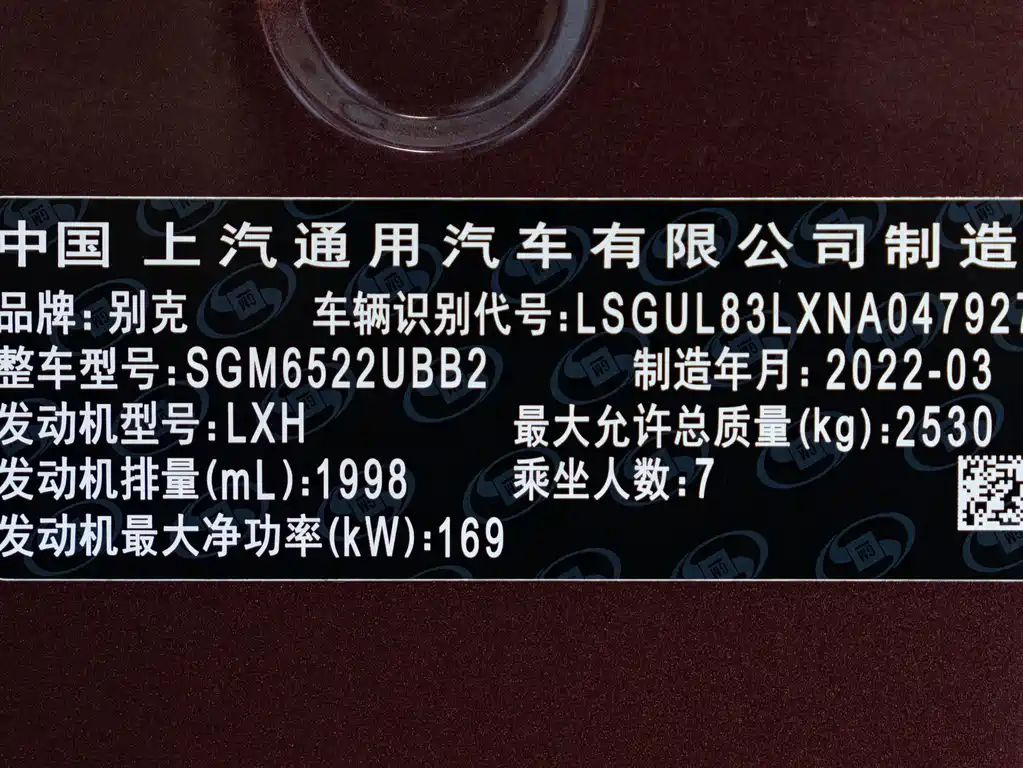 中国 上汽通用汽车有限公司制造
品牌:别克 车辆识别代号:LSGUL83LXNA047927
整车型号:SGM6522UBB2 制造年月:2022-03
发动机型号:LXH 最大允许总质量(kg):2530
发动机排量(mL):1998 乘坐人数:7
发动机最大净功率(kW):169